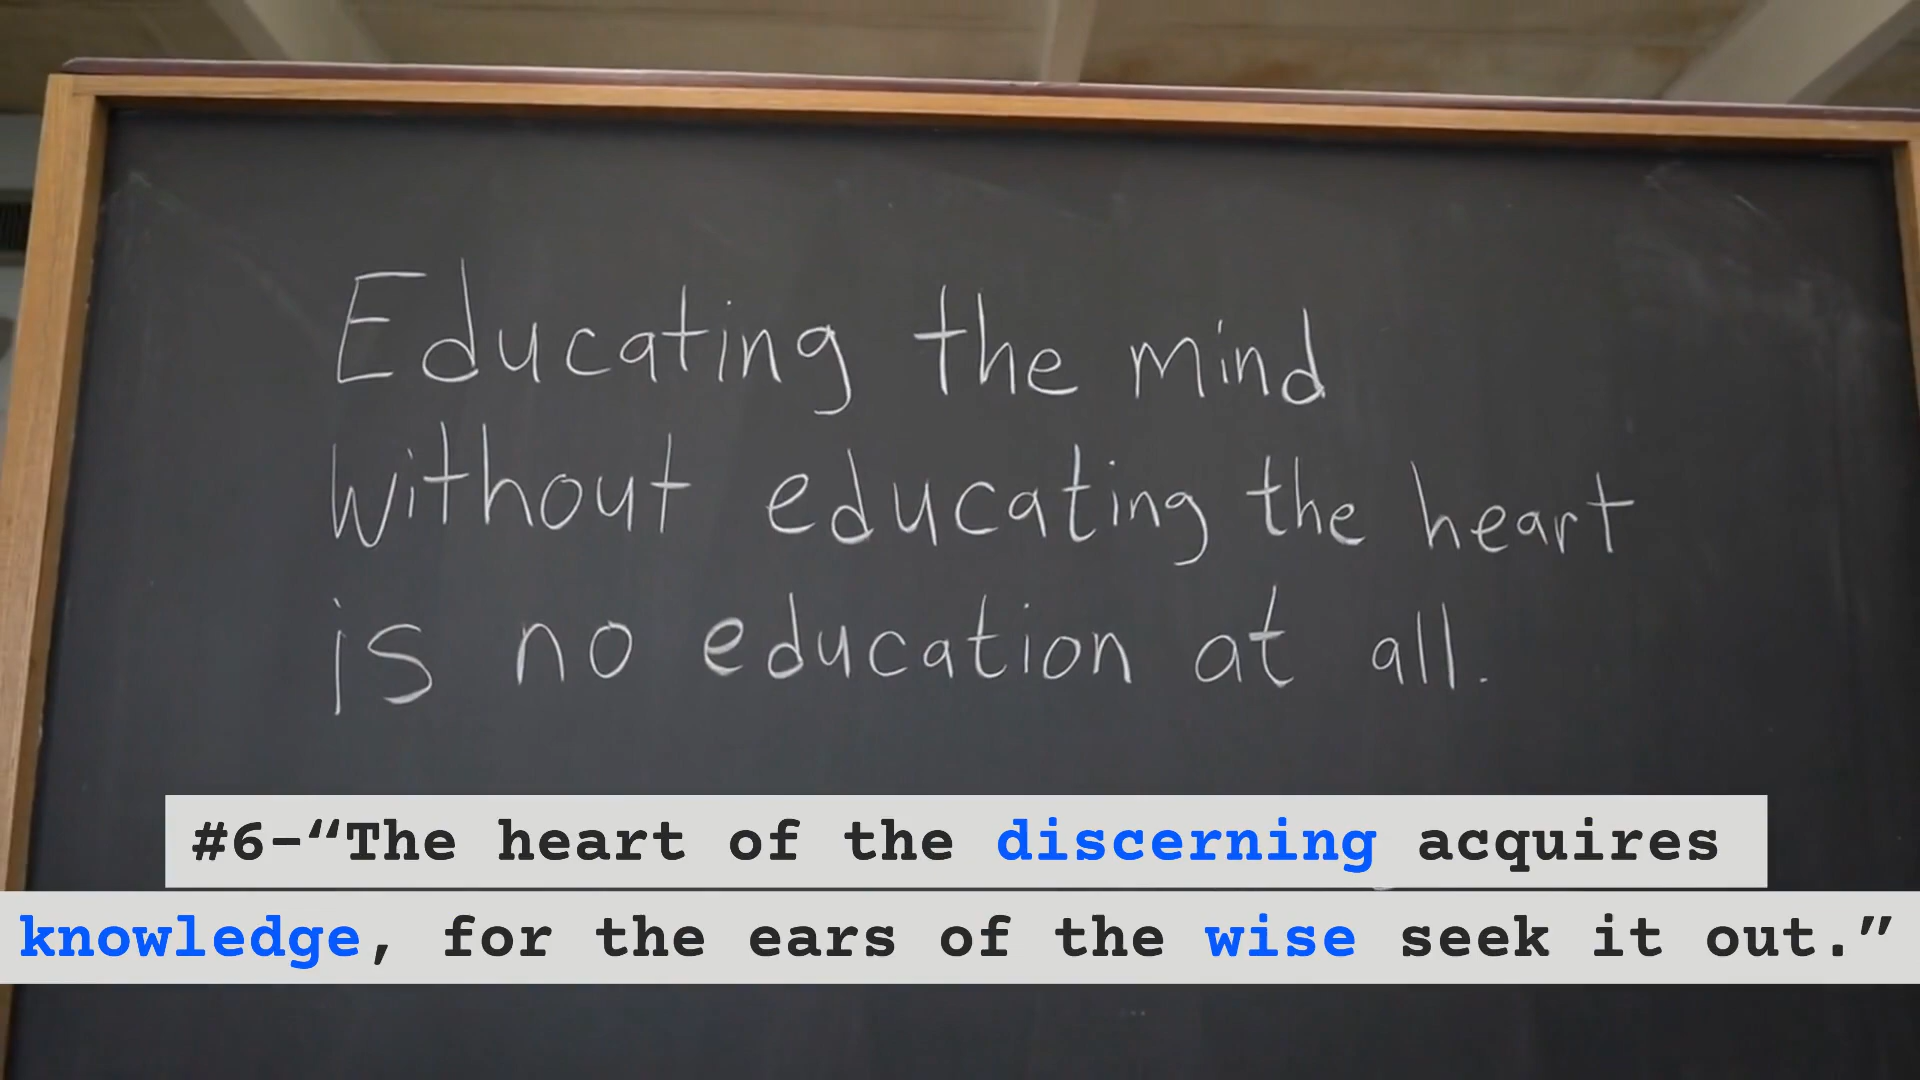 Educating the mind
without educating the heart
is no education at all.
#6-“The heart of the discerning acquires
knowledge, for the ears of the wise seek it out.”